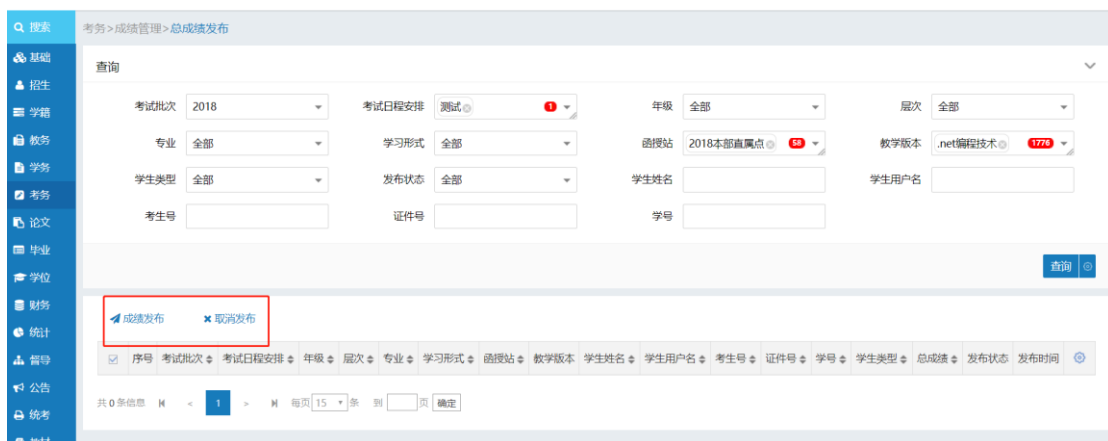 搜索
考务>成绩管理>总成绩发布
基础
招生
学籍
教务
学务
考务
论文
毕业
学位
财务
统计
督导
公告
统考
查询
考试批次 2018 考试日程安排 测试 1 年级 全部 层次 全部
专业 全部 学习形式 全部 函授站 2018本部直属点 58 教学版本 .net编程技术 1776
学生类型 全部 发布状态 全部 学生姓名 学生用户名
考生号 证件号 学号
查询
成绩发布 取消发布
序号 考试批次 考试日程安排 年级 层次 专业 学习形式 函授站 教学版本 学生姓名 学生用户名 考生号 证件号 学号 学生类型 总成绩 发布状态 发布时间
共 0 条信息 < 1 > 每页 15 条 到 页 确定